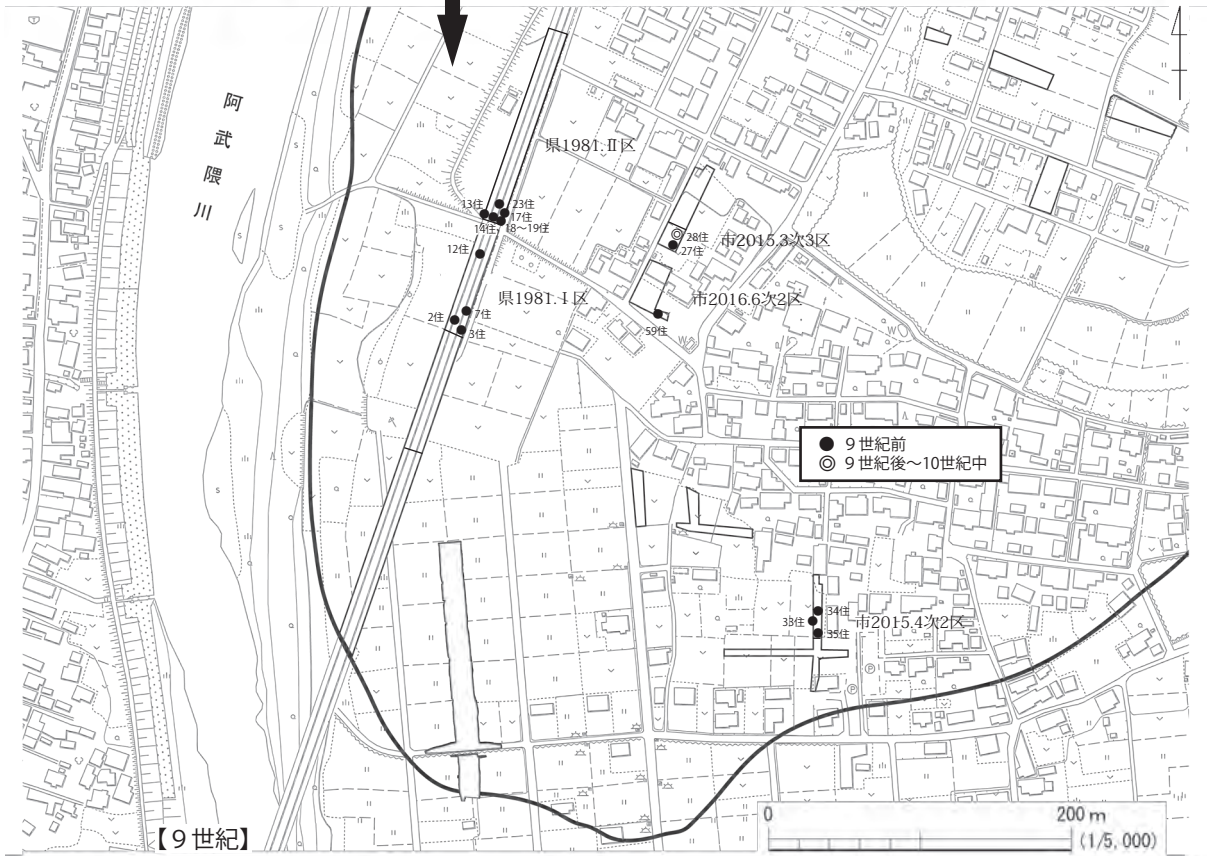 阿武隈川
県1981.Ⅱ区
13住
23住
17住
14住
18～19住
12住
県1981.Ⅰ区
2住
7住
3住
28住
市2015.3次3区
27住
市2016.6次2区
59住
● 9世紀前
◎ 9世紀後～10世紀中
34住
33住
市2015.4次2区
35住
【9世紀】
0
200m
(1/5,000)